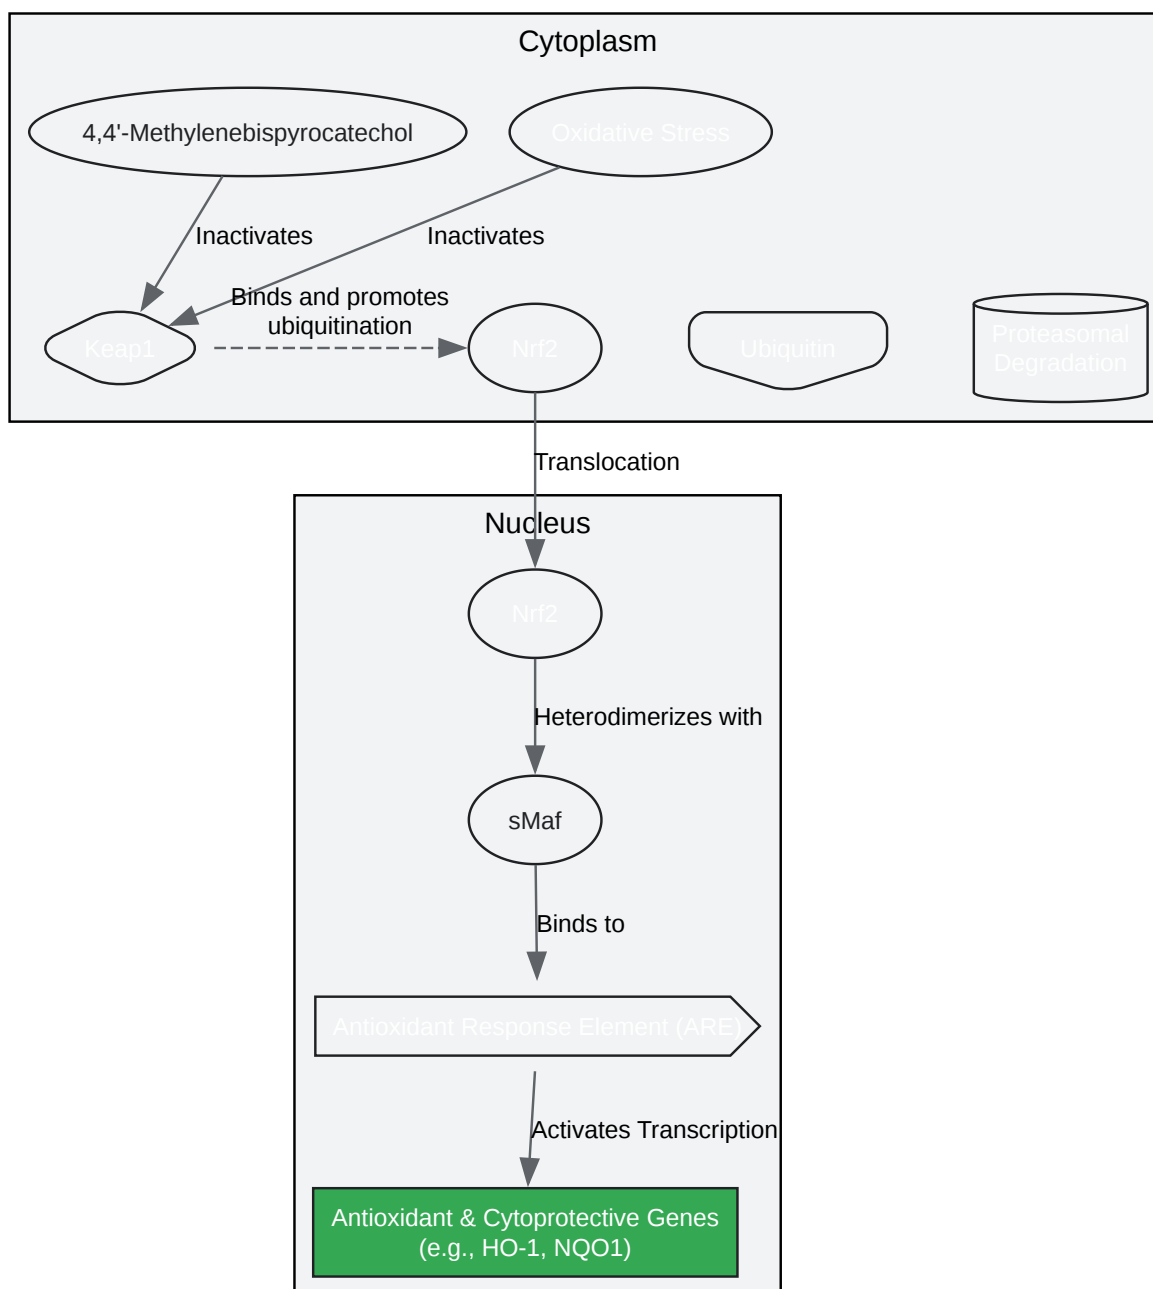 Cytoplasm
4,4'-Methylenebispyrocatechol
Oxidative Stress
Inactivates
Inactivates
Binds and promotes
ubiquitination
Keap1
Nrf2
Ubiquitin
Proteasomal
Degradation
Translocation
Nucleus
Nrf2
Heterodimerizes with
sMaf
Binds to
Antioxidant Response Element (ARE)
Activates Transcription
Antioxidant & Cytoprotective Genes
(e.g., HO-1, NQO1)